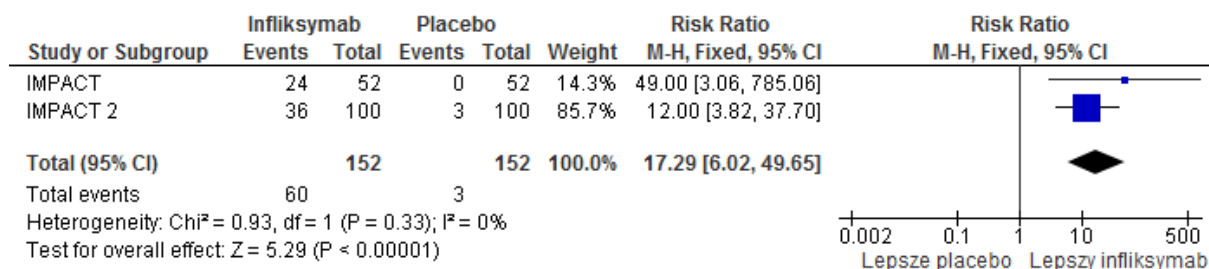 Infliksymab Placebo Risk Ratio Risk Ratio
Study or Subgroup Events Total Events Total Weight M-H, Fixed, 95% CI M-H, Fixed, 95% CI
IMPACT 24 52 0 52 14.3% 49.00 [3.06, 785.06]
IMPACT 2 36 100 3 100 85.7% 12.00 [3.82, 37.70]
Total (95% CI) 152 152 100.0% 17.29 [6.02, 49.65]
Total events 60 3
Heterogeneity: Chi² = 0.93, df = 1 (P = 0.33); I² = 0%
Test for overall effect: Z = 5.29 (P < 0.00001)
0.002 0.1 1 10 500
Lepsze placebo Lepszy infliksymab